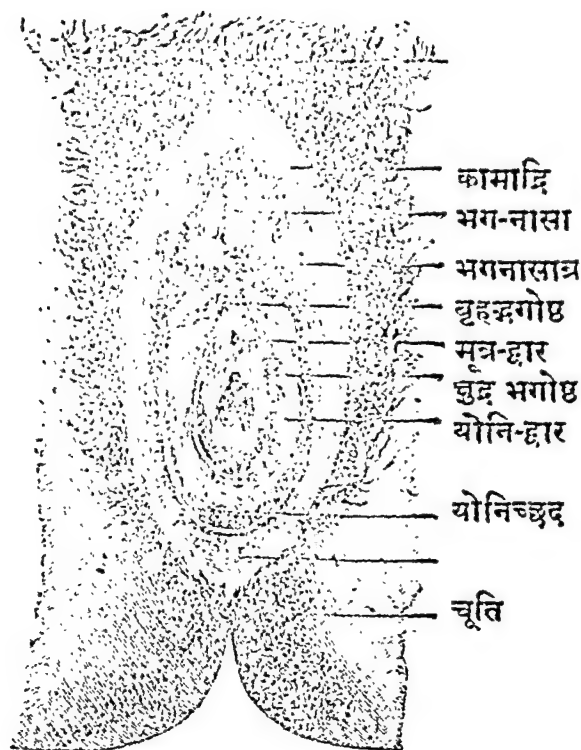 कामाद्रि
भग-नासा
भगनासाग्र
वृहद्भगोष्ठ
मूत्र-द्वार
क्षुद्र भगोष्ठ
योनि-द्वार
योनिच्छद
चूति